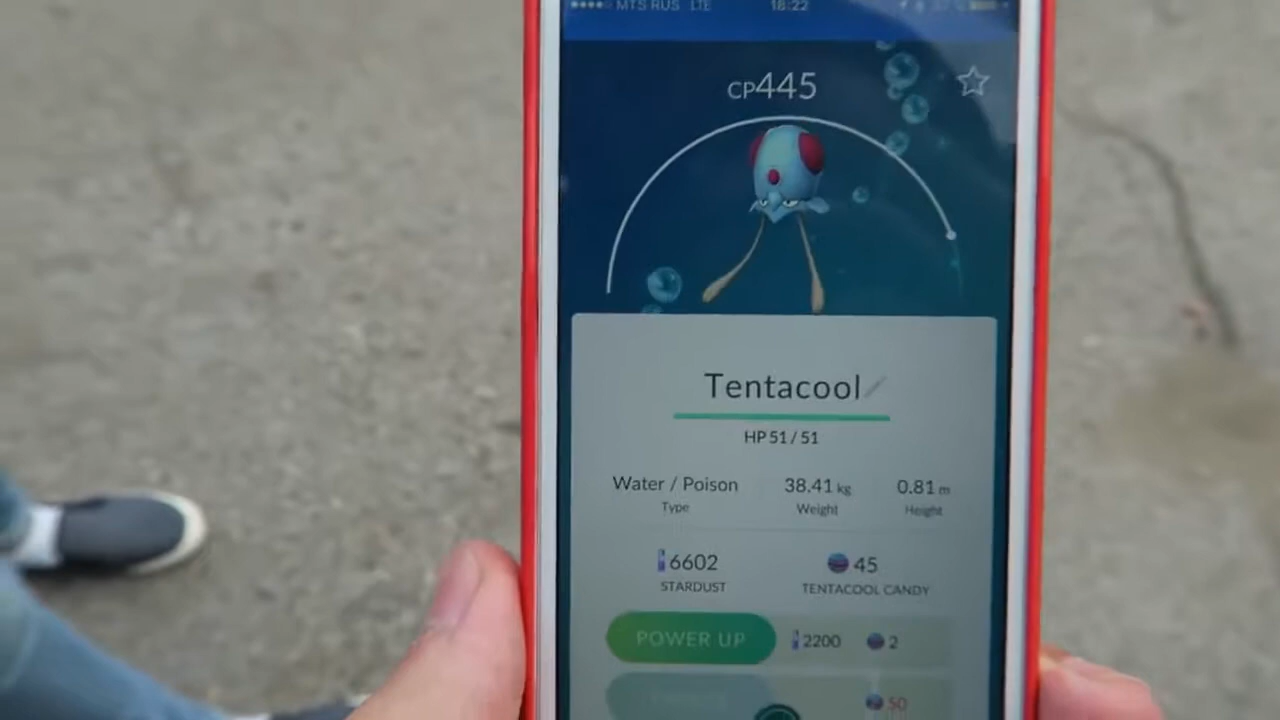 MTS RUS LTE 18:22
CP445
Tentacool
HP 51 / 51
Water / Poison 38.41 kg 0.81 m
Type Weight Height
6602 45
STARDUST TENTACOOL CANDY
POWER UP 2200 2
50